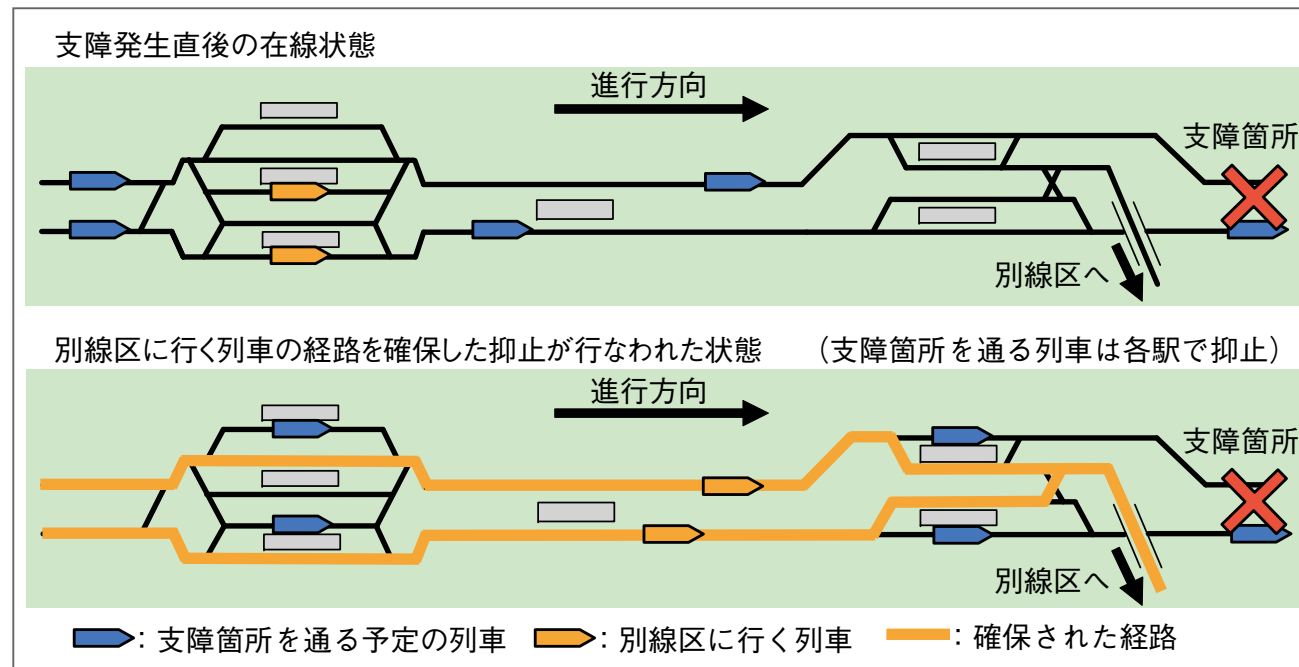 支障発生直後の在線状態
進行方向
支障箇所
別線区へ
別線区に行く列車の経路を確保した抑止が行なわれた状態 （支障箇所を通る列車は各駅で抑止）
進行方向
支障箇所
別線区へ
：支障箇所を通る予定の列車 ：別線区に行く列車 ：確保された経路